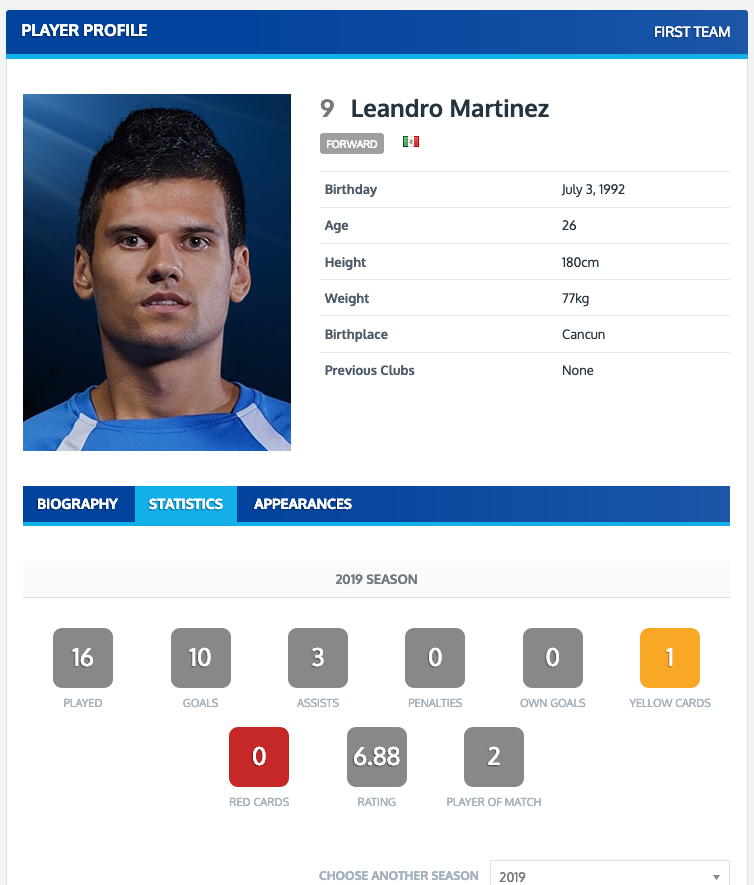 PLAYER PROFILE FIRST TEAM
9 Leandro Martinez
FORWARD
Birthday July 3, 1992
Age 26
Height 180cm
Weight 77kg
Birthplace Cancun
Previous Clubs None
BIOGRAPHY STATISTICS APPEARANCES
2019 SEASON
16 10 3 0 0 1
PLAYED GOALS ASSISTS PENALTIES OWN GOALS YELLOW CARDS
0 6.88 2
RED CARDS RATING PLAYER OF MATCH
CHOOSE ANOTHER SEASON 2019